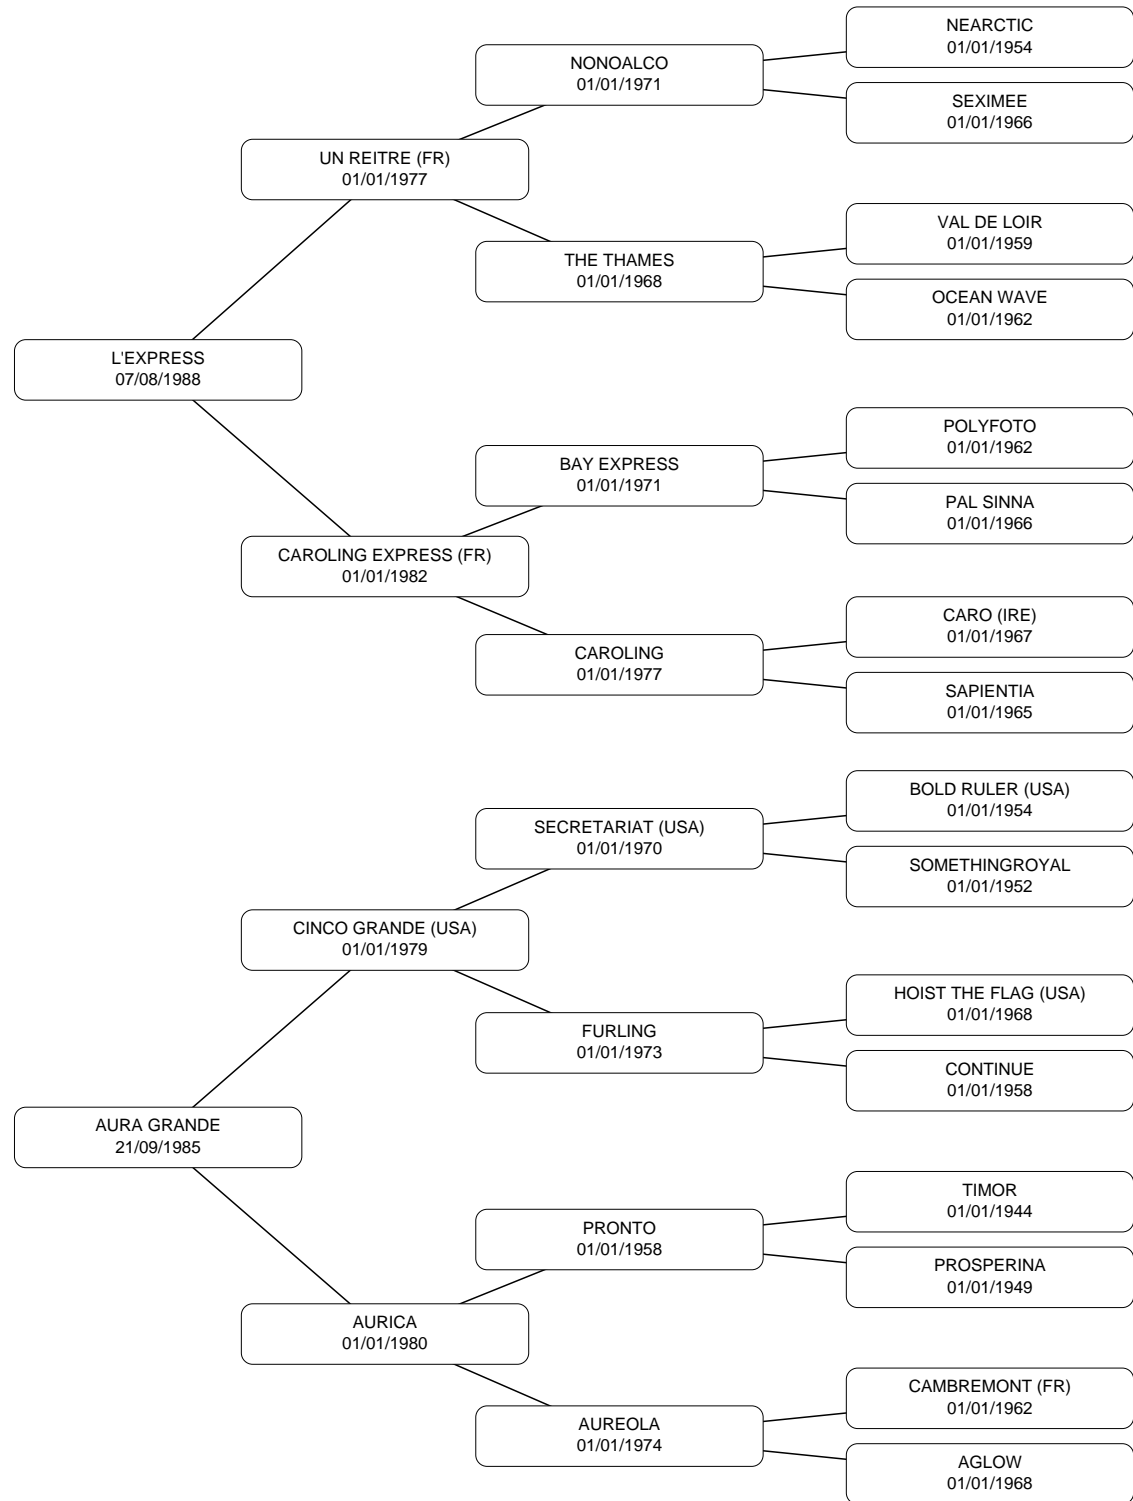 NEARCTIC
01/01/1954
NONOALCO
01/01/1971
SEXIMEE
01/01/1966
UN REITRE (FR)
01/01/1977
VAL DE LOIR
01/01/1959
THE THAMES
01/01/1968
OCEAN WAVE
01/01/1962
L'EXPRESS
07/08/1988
POLYFOTO
01/01/1962
BAY EXPRESS
01/01/1971
PAL SINNA
01/01/1966
CAROLING EXPRESS (FR)
01/01/1982
CARO (IRE)
01/01/1967
CAROLING
01/01/1977
SAPIENTIA
01/01/1965
BOLD RULER (USA)
01/01/1954
SECRETARIAT (USA)
01/01/1970
SOMETHINGROYAL
01/01/1952
CINCO GRANDE (USA)
01/01/1979
HOIST THE FLAG (USA)
01/01/1968
FURLING
01/01/1973
CONTINUE
01/01/1958
AURA GRANDE
21/09/1985
TIMOR
01/01/1944
PRONTO
01/01/1958
PROSPERINA
01/01/1949
AURICA
01/01/1980
CAMBREMONT (FR)
01/01/1962
AUREOLA
01/01/1974
AGLOW
01/01/1968